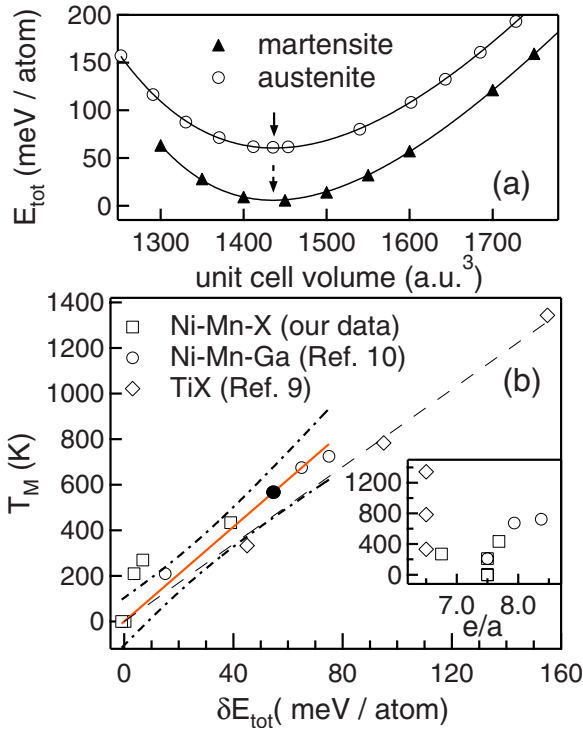 200
150
100
50
0
E_tot (meV / atom)
martensite
austenite
(a)
1300 1400 1500 1600 1700
unit cell volume (a.u.³)
1400
1200
1000
800
600
400
200
0
T_M (K)
Ni-Mn-X (our data)
Ni-Mn-Ga (Ref. 10)
TiX (Ref. 9)
(b)
1200
800
400
0
7.0 8.0
e/a
0 40 80 120 160
δE_tot( meV / atom)